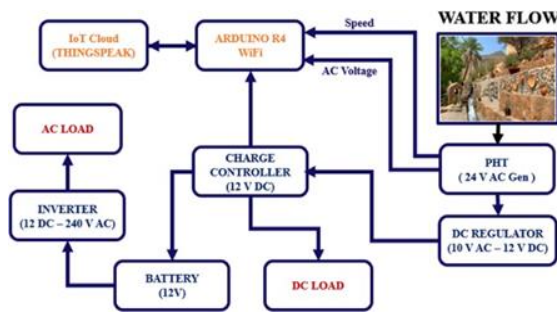 WATER FLOW
IoT Cloud
(THINGSPEAK)
ARDUINO R4
WiFi
Speed
AC Voltage
AC LOAD
CHARGE
CONTROLLER
(12 V DC)
PHT
(24 V AC Gen)
INVERTER
(12 DC – 240 V AC)
DC REGULATOR
(10 V AC – 12 V DC)
BATTERY
(12V)
DC LOAD